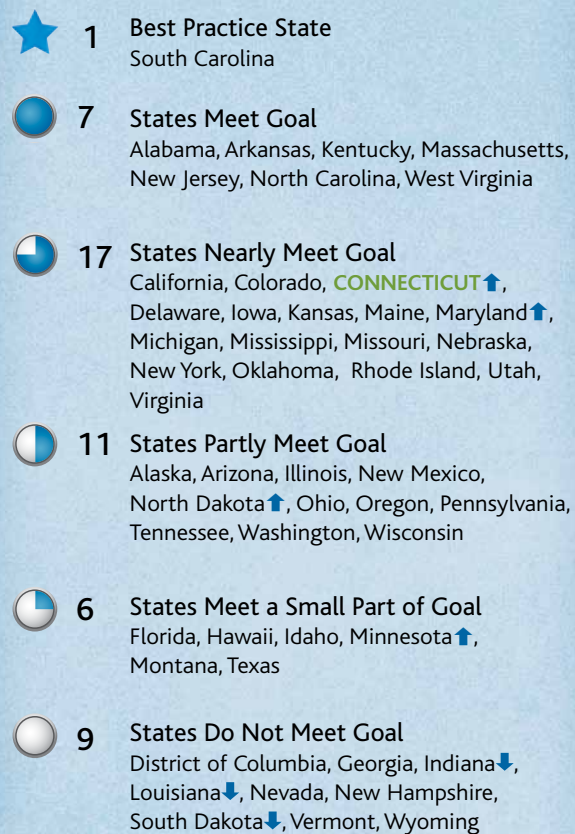 1 Best Practice State
South Carolina
7 States Meet Goal
Alabama, Arkansas, Kentucky, Massachusetts,
New Jersey, North Carolina, West Virginia
17 States Nearly Meet Goal
California, Colorado, CONNECTICUT⬆,
Delaware, Iowa, Kansas, Maine, Maryland⬆,
Michigan, Mississippi, Missouri, Nebraska,
New York, Oklahoma, Rhode Island, Utah,
Virginia
11 States Partly Meet Goal
Alaska, Arizona, Illinois, New Mexico,
North Dakota⬆, Ohio, Oregon, Pennsylvania,
Tennessee, Washington, Wisconsin
6 States Meet a Small Part of Goal
Florida, Hawaii, Idaho, Minnesota⬆,
Montana, Texas
9 States Do Not Meet Goal
District of Columbia, Georgia, Indiana⬇,
Louisiana⬇, Nevada, New Hampshire,
South Dakota⬇, Vermont, Wyoming